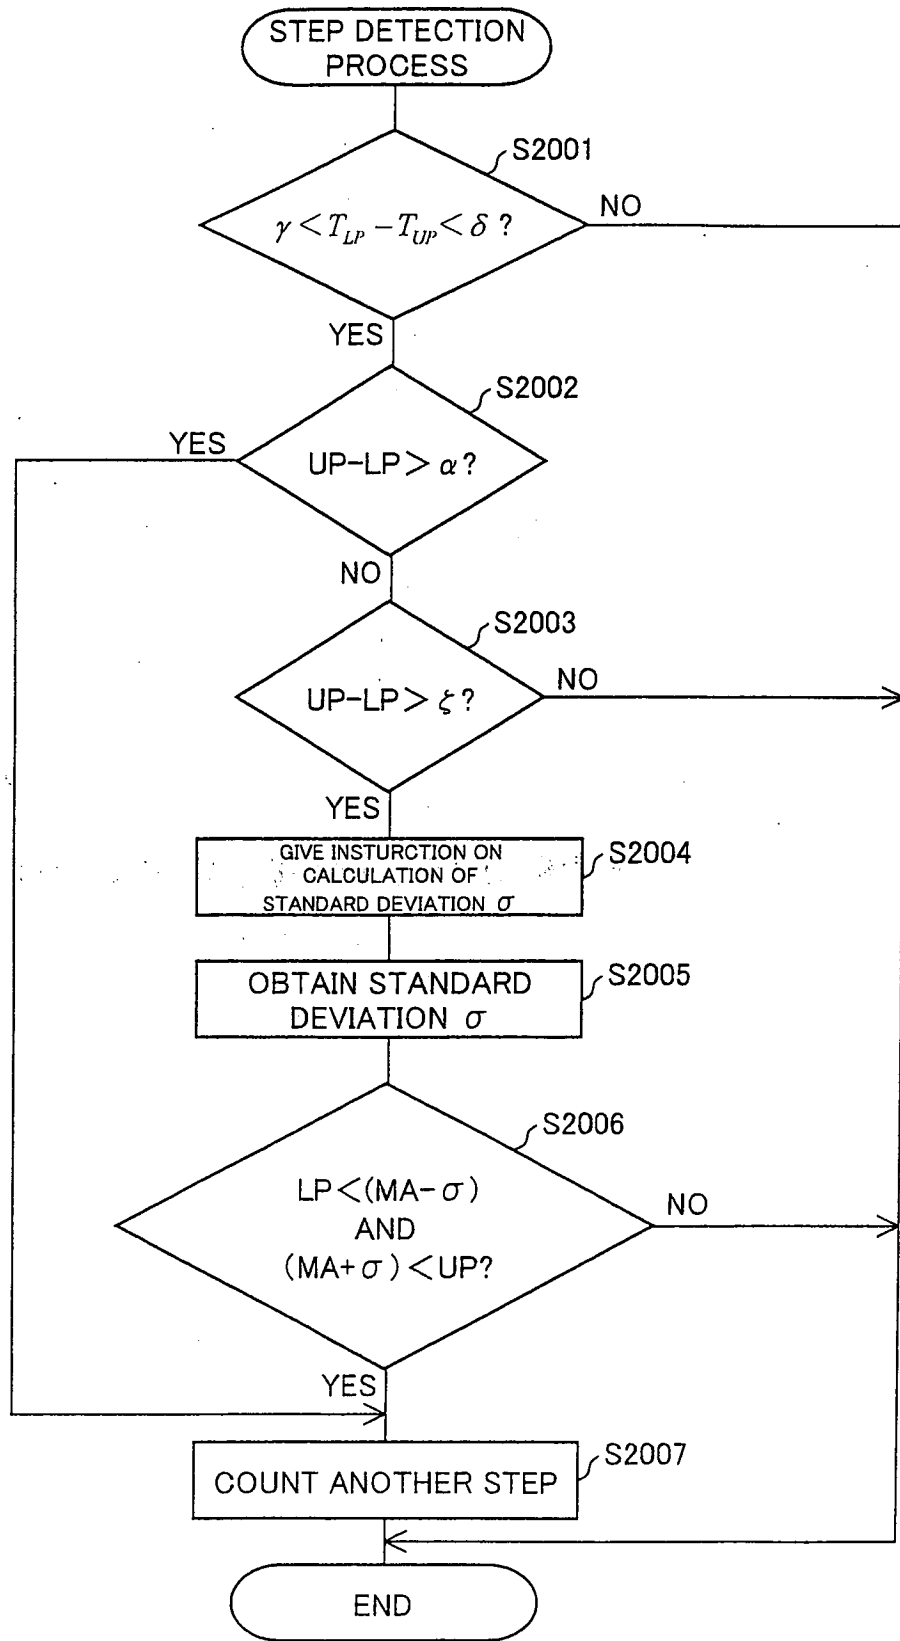 STEP DETECTION
PROCESS
S2001
γ < T_LP − T_UP < δ ?
NO
YES
S2002
YES
UP-LP > α?
NO
S2003
UP-LP > ζ?
NO
YES
GIVE INSTURCTION ON
CALCULATION OF
STANDARD DEVIATION σ
S2004
OBTAIN STANDARD
DEVIATION σ
S2005
S2006
LP<(MA-σ)
AND
(MA+σ)<UP?
NO
YES
COUNT ANOTHER STEP
S2007
END